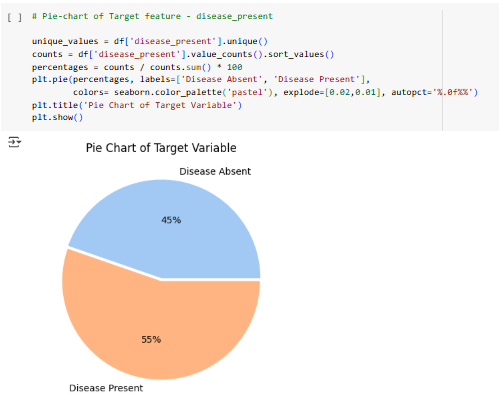 [ ] # Pie-chart of Target feature - disease_present
unique_values = df['disease_present'].unique()
counts = df['disease_present'].value_counts().sort_values()
percentages = counts / counts.sum() * 100
plt.pie(percentages, labels=['Disease Absent', 'Disease Present'],
colors= seaborn.color_palette('pastel'), explode=[0.02,0.01], autopct='%.0f%%')
plt.title('Pie Chart of Target Variable')
plt.show()
Pie Chart of Target Variable
Disease Absent
45%
55%
Disease Present